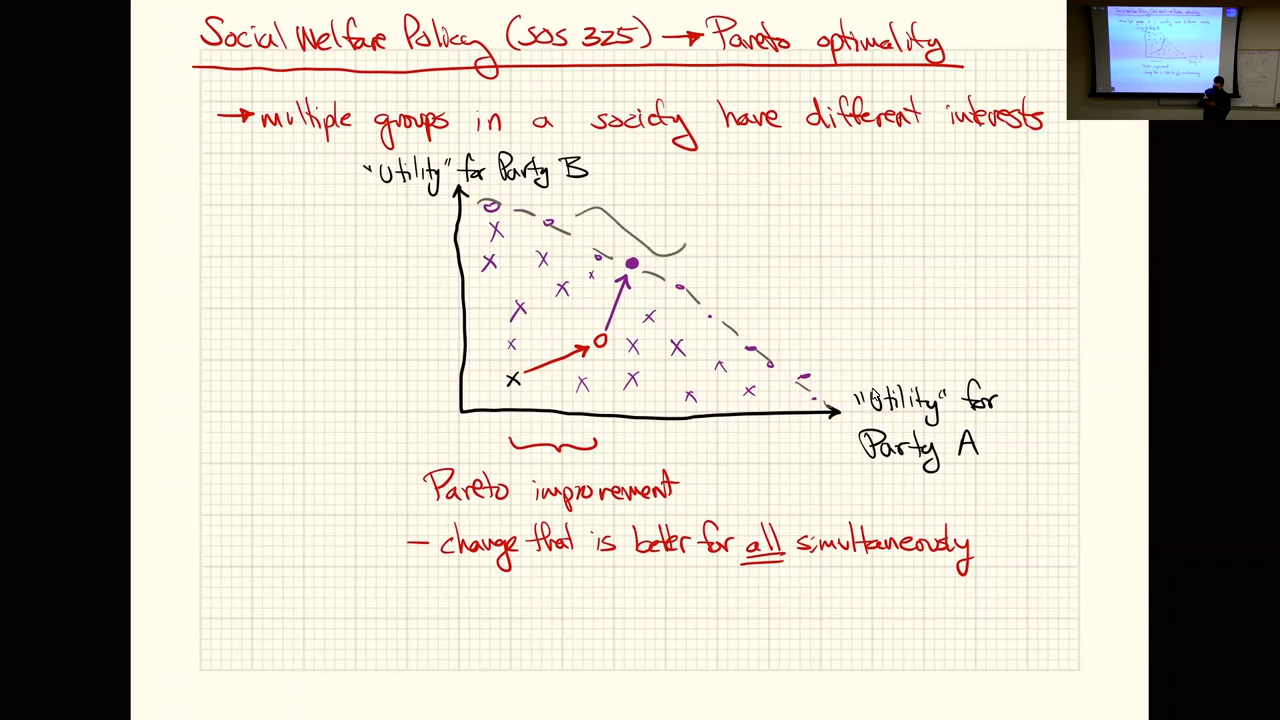 Social Welfare Policy (SOS 325) → Pareto optimality
→ multiple groups in a society have different interests
"Utility" for Party B
"Utility" for
Party A
Pareto improvement
- change that is better for all simultaneously